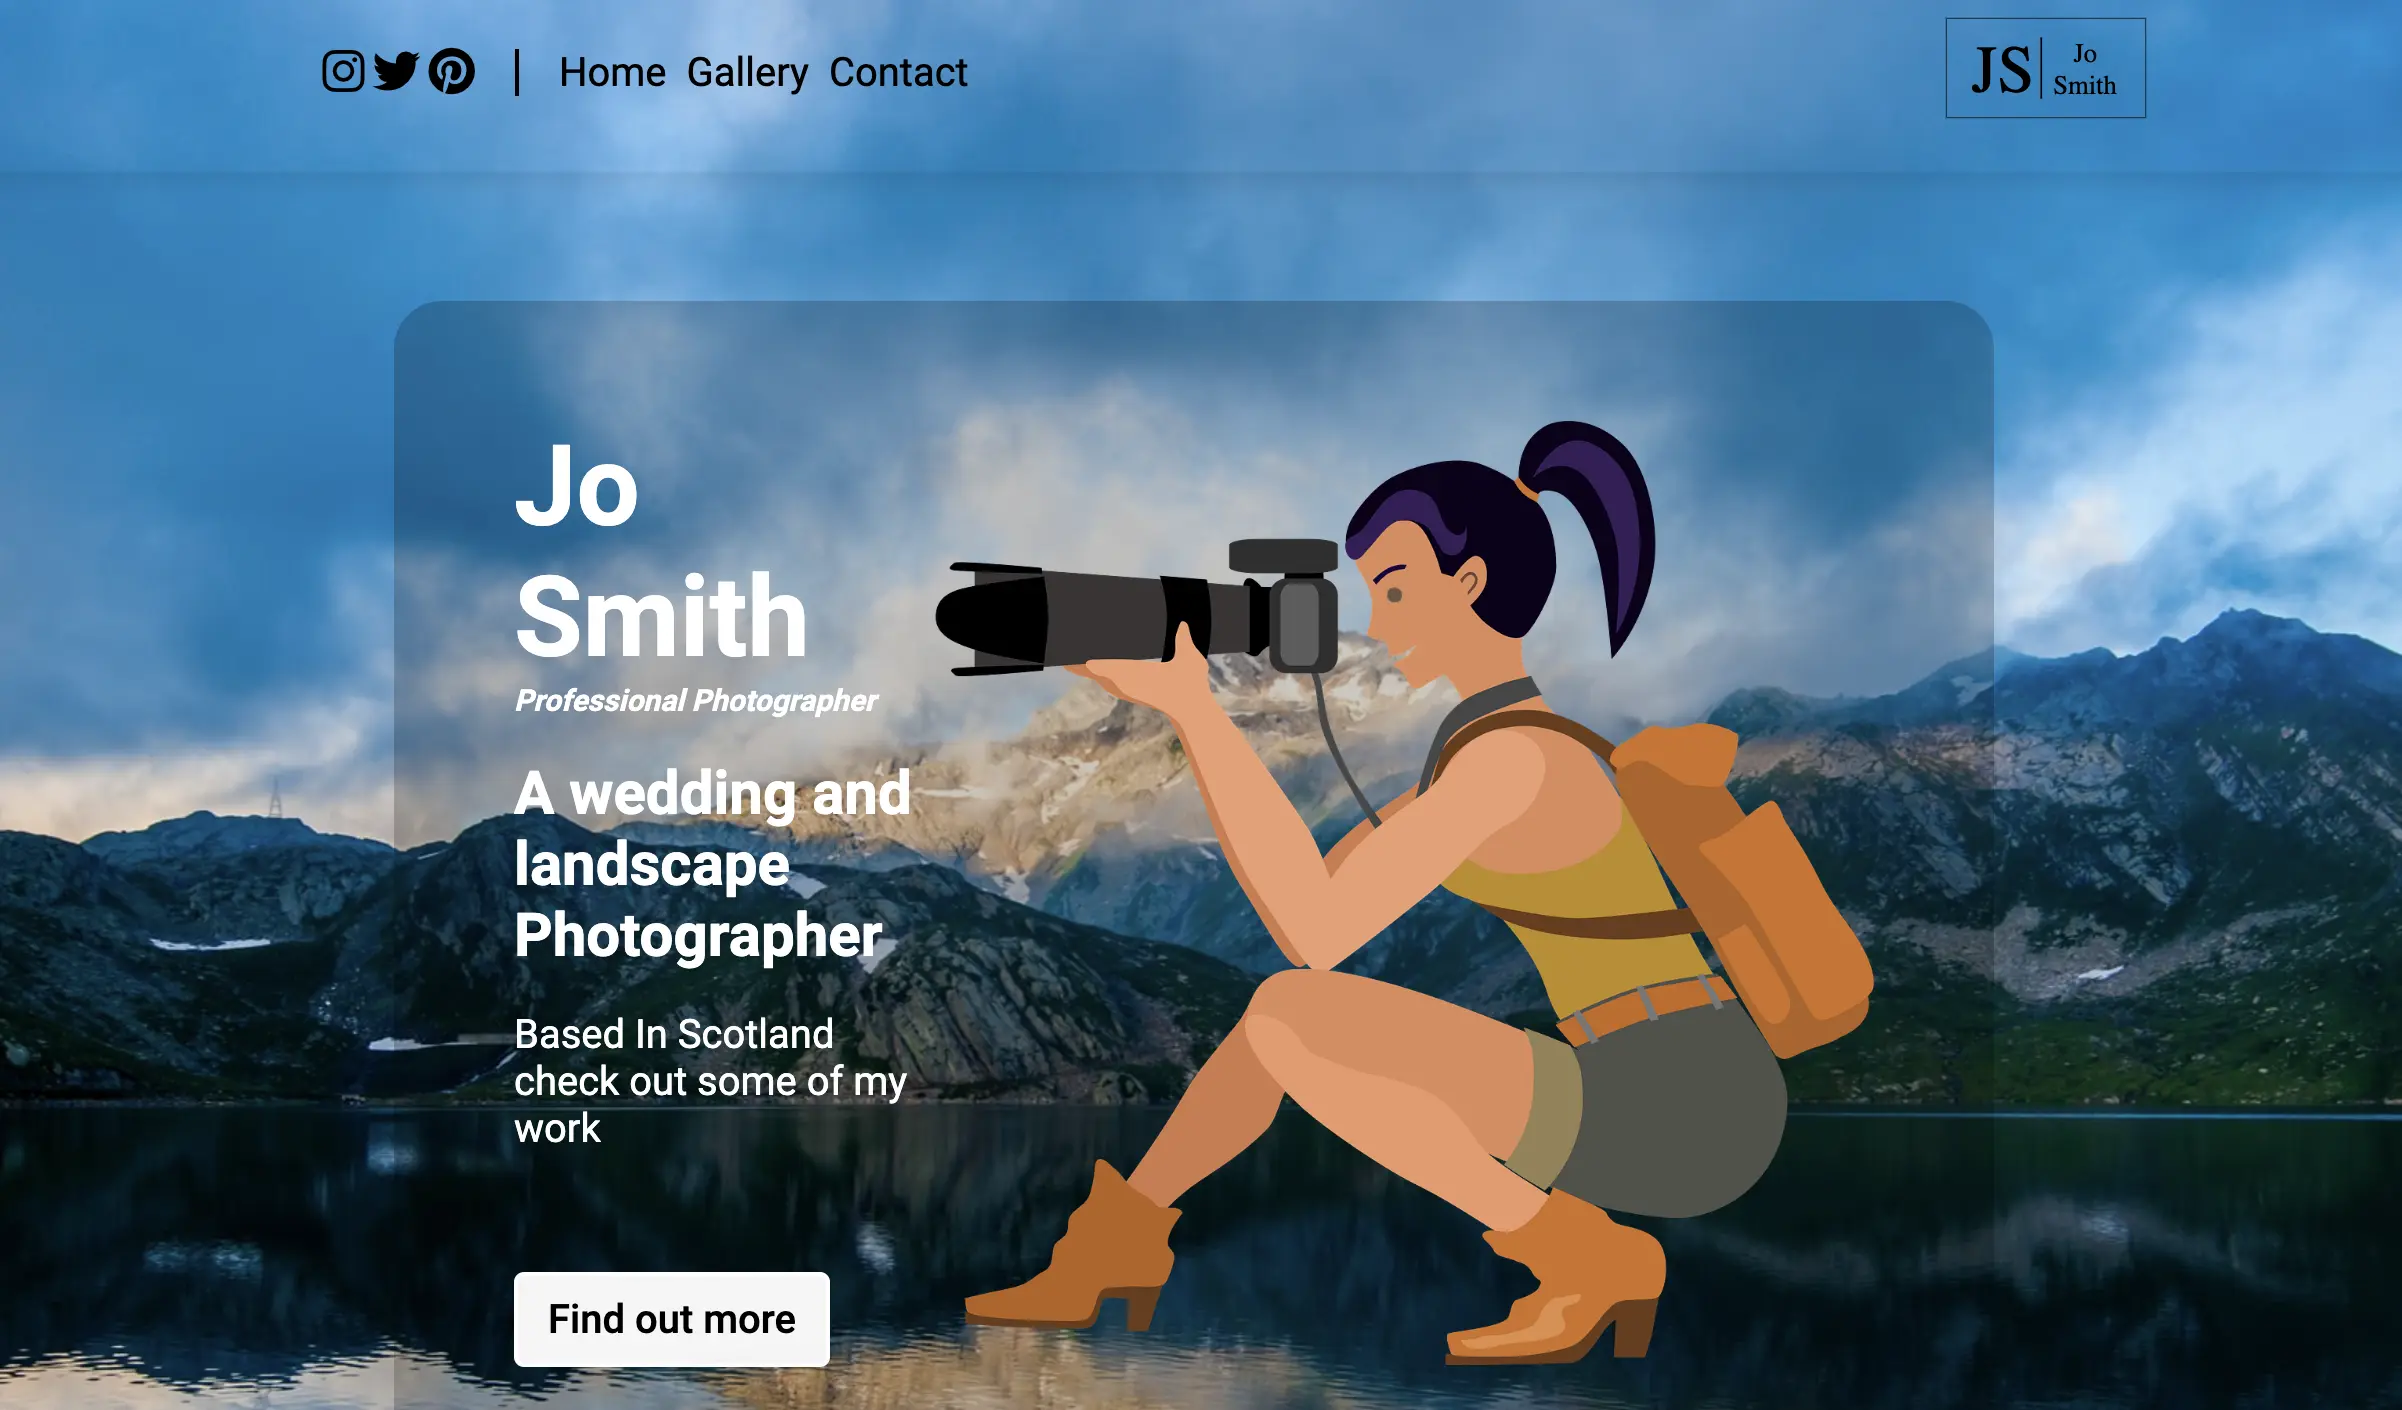 Home Gallery Contact
JS
Jo
Smith
Jo
Smith
Professional Photographer
A wedding and
landscape
Photographer
Based In Scotland
check out some of my
work
Find out more